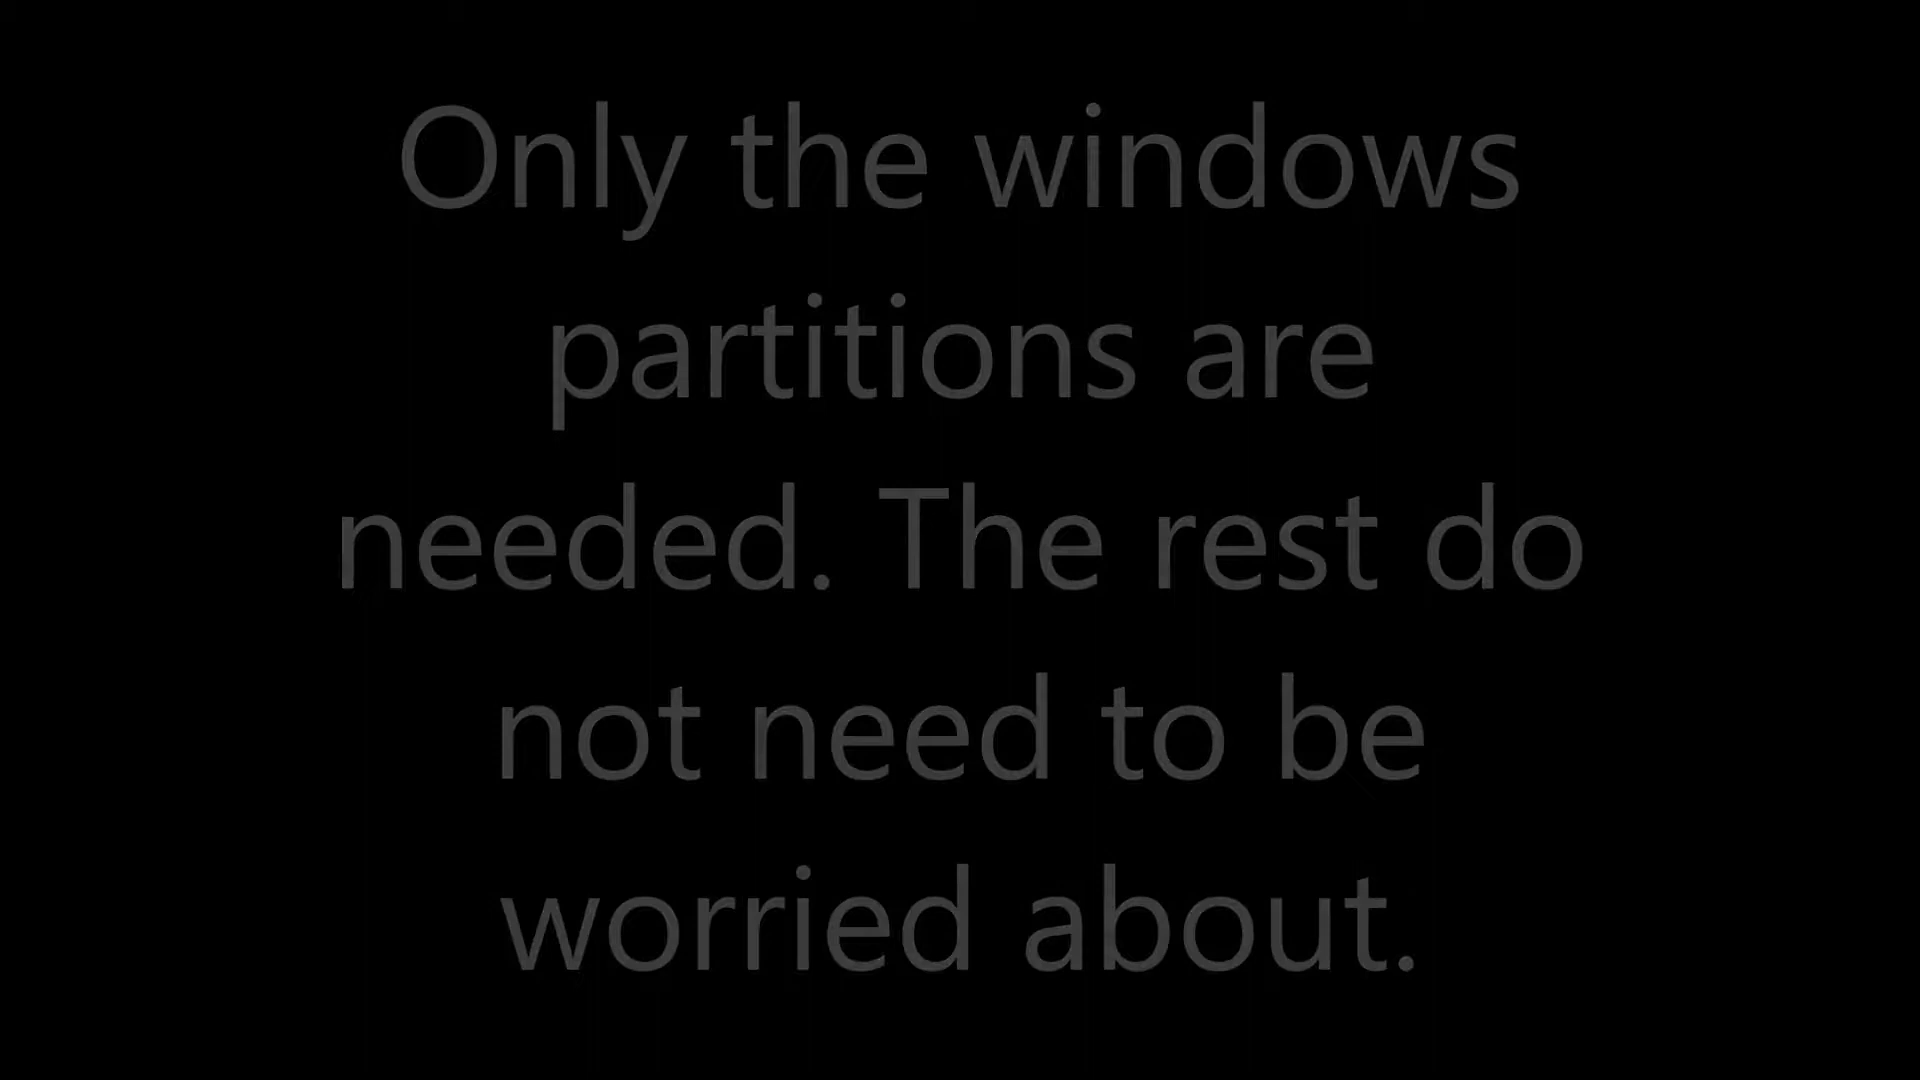 Only the windows
partitions are
needed. The rest do
not need to be
worried about.